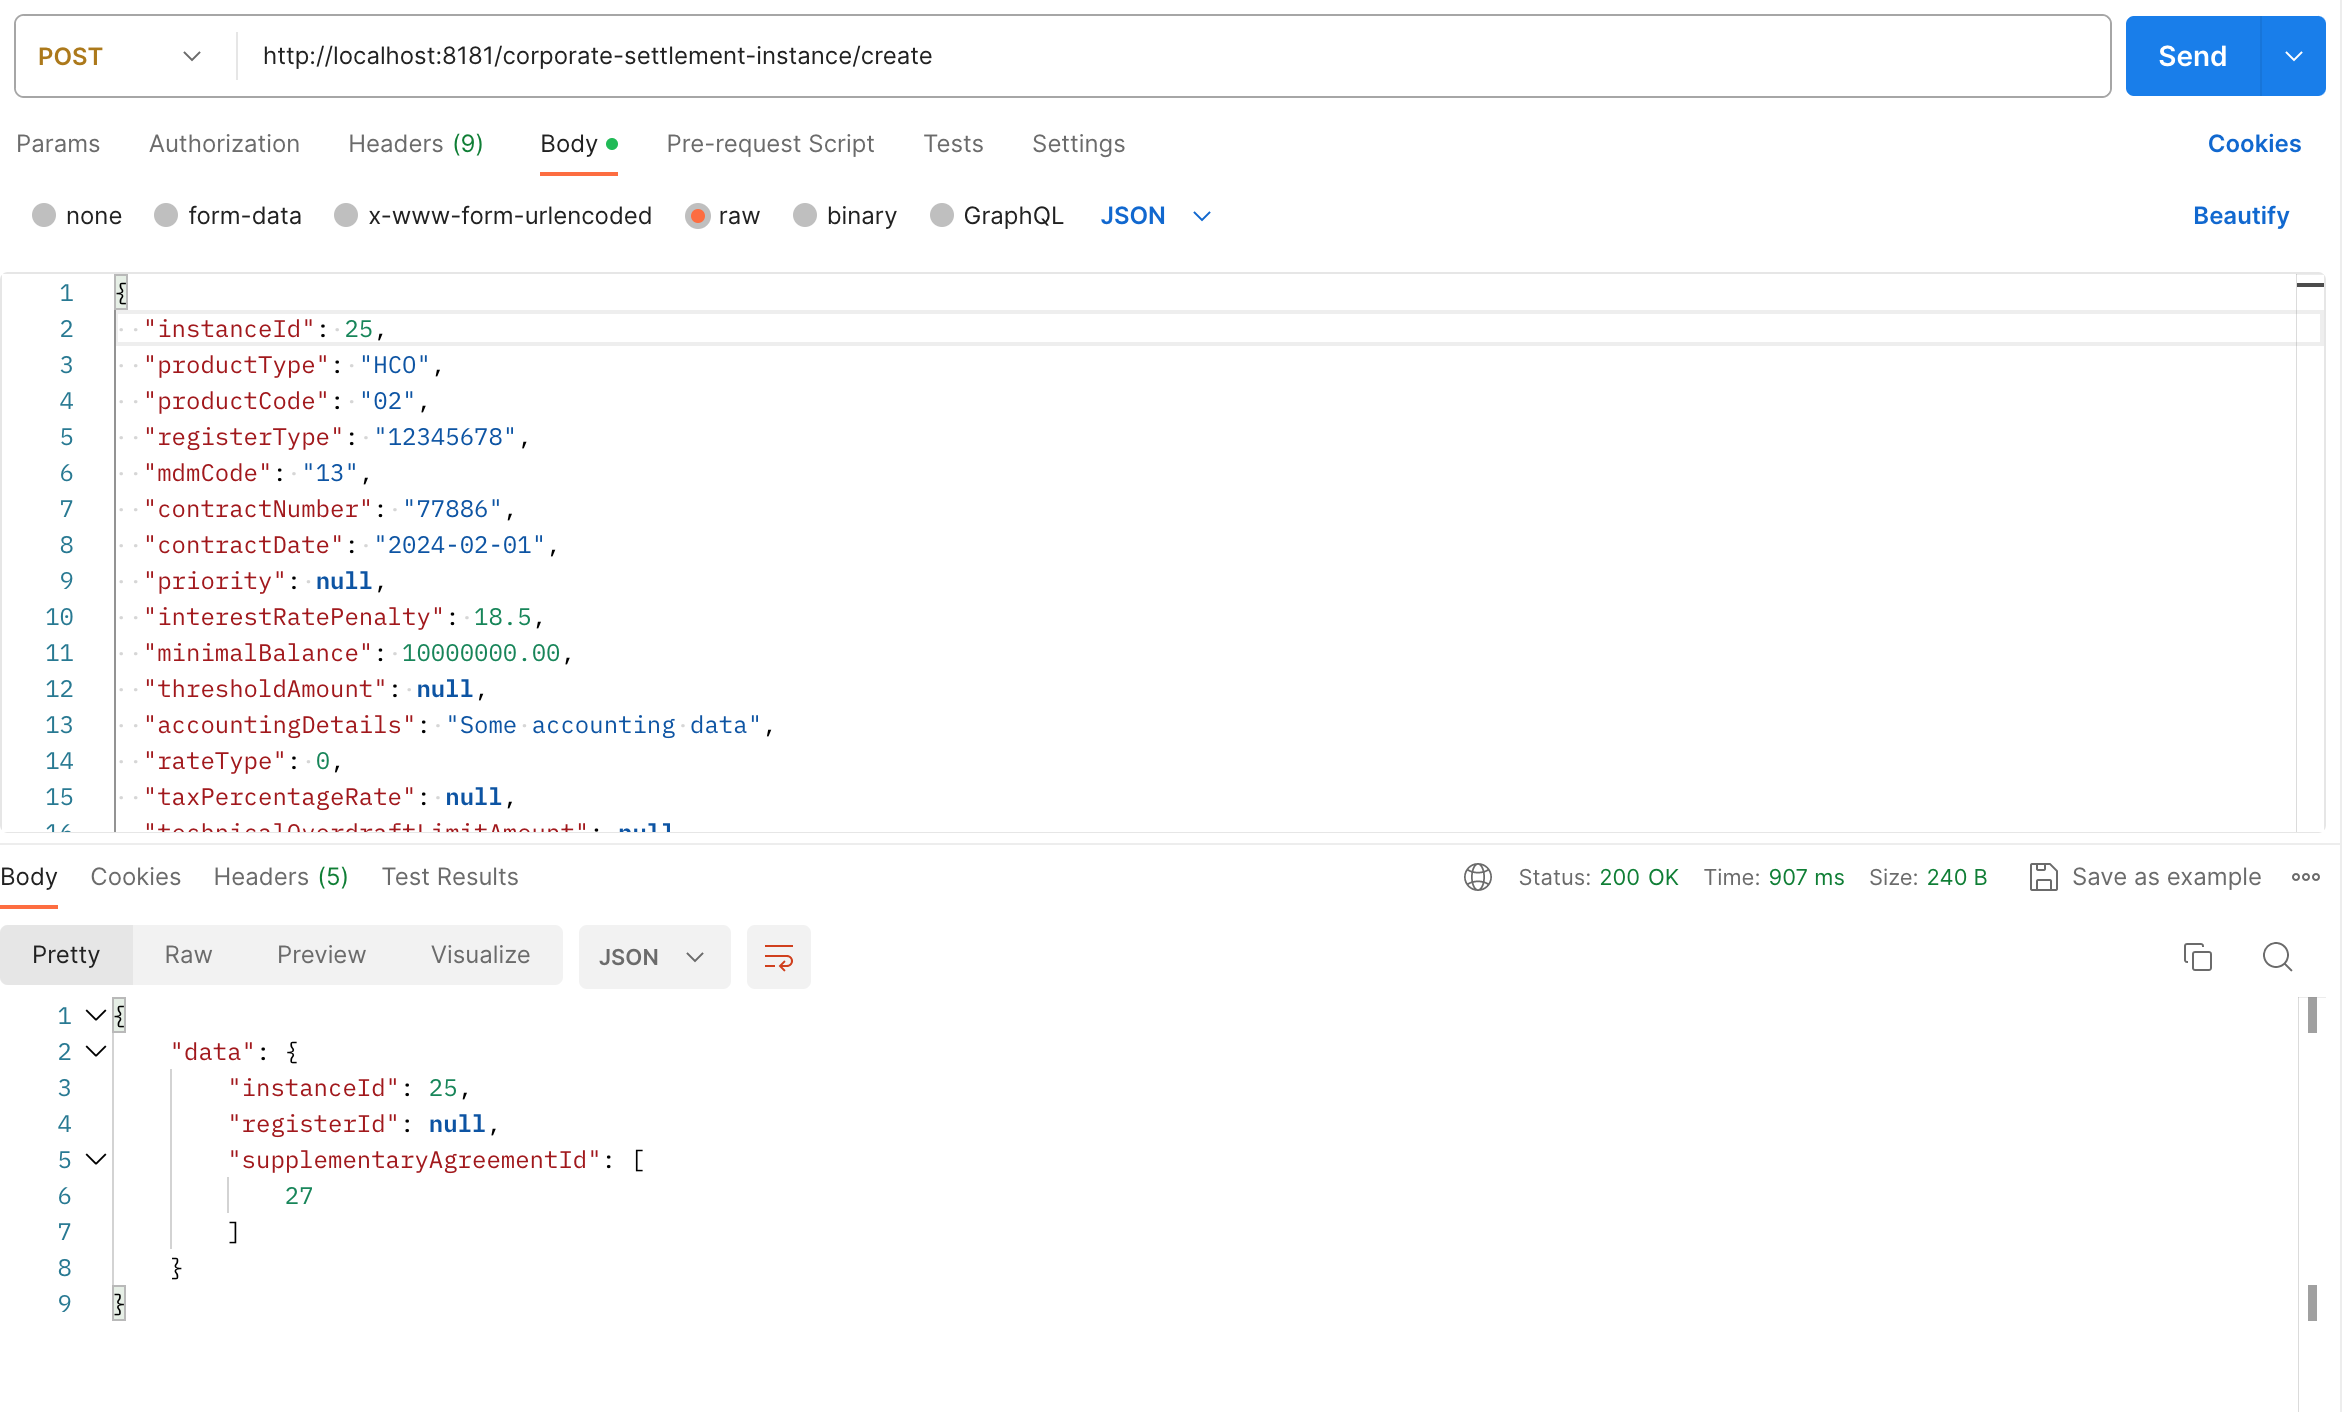 POST http://localhost:8181/corporate-settlement-instance/create Send
Params Authorization Headers (9) Body Pre-request Script Tests Settings Cookies
none form-data x-www-form-urlencoded raw binary GraphQL JSON Beautify
1 {
2 "instanceId": 25,
3 "productType": "HCO",
4 "productCode": "02",
5 "registerType": "12345678",
6 "mdmCode": "13",
7 "contractNumber": "77886",
8 "contractDate": "2024-02-01",
9 "priority": null,
10 "interestRatePenalty": 18.5,
11 "minimalBalance": 10000000.00,
12 "thresholdAmount": null,
13 "accountingDetails": "Some accounting data",
14 "rateType": 0,
15 "taxPercentageRate": null,
16 "technicalOverdraftLimitAmount": null
Body Cookies Headers (5) Test Results Status: 200 OK Time: 907 ms Size: 240 B Save as example
Pretty Raw Preview Visualize JSON
1 {
2 "data": {
3 "instanceId": 25,
4 "registerId": null,
5 "supplementaryAgreementId": [
6 27
7 ]
8 }
9 }